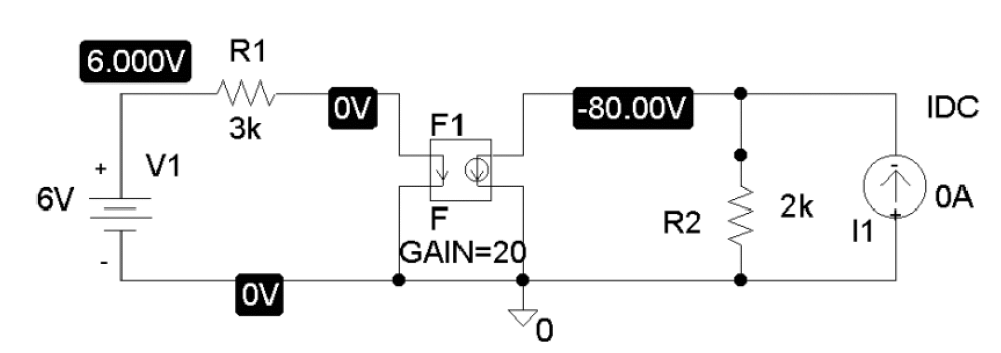 6.000V
R1
3k
0V
F1
F
GAIN=20
-80.00V
IDC
0A
I1
-
+
R2
2k
+
V1
6V
-
0V
0